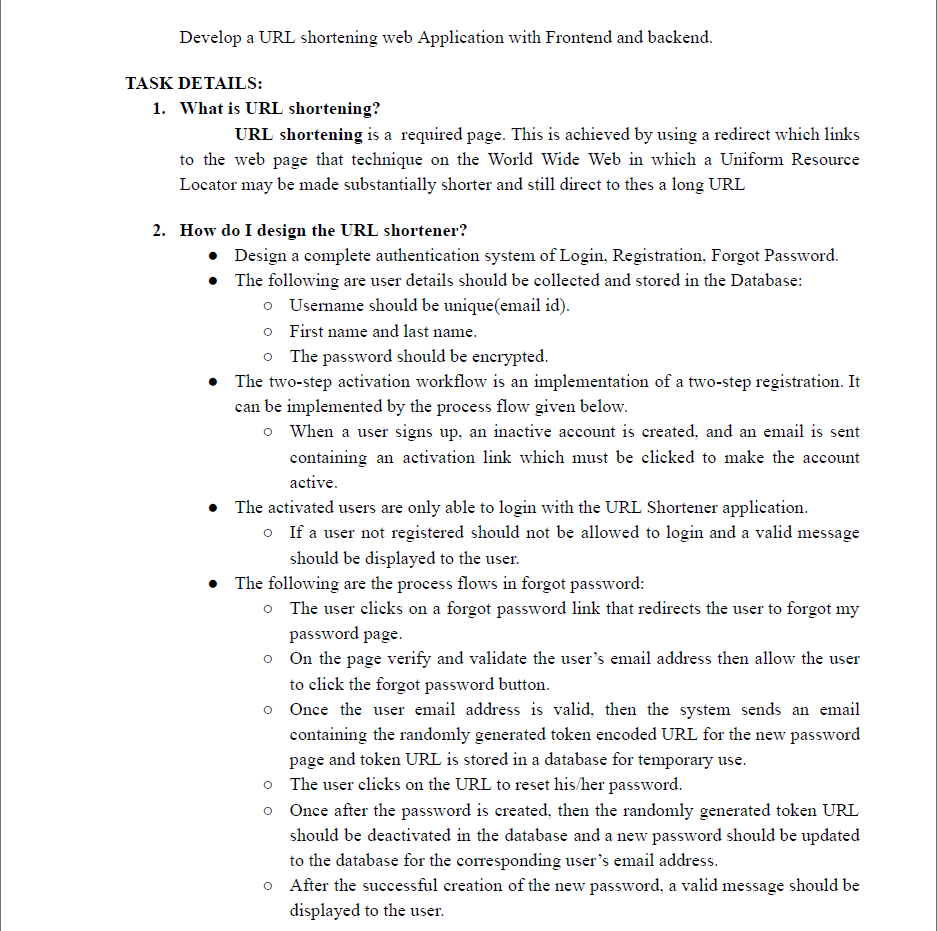 Develop a URL shortening web Application with Frontend and backend.
TASK DETAILS:
1. What is URL shortening?
URL shortening is a required page. This is achieved by using a redirect which links
to the web page that technique on the World Wide Web in which a Uniform Resource
Locator may be made substantially shorter and still direct to thes a long URL
2. How do I design the URL shortener?
● Design a complete authentication system of Login, Registration, Forgot Password.
● The following are user details should be collected and stored in the Database:
○ Username should be unique(email id).
○ First name and last name.
○ The password should be encrypted.
● The two-step activation workflow is an implementation of a two-step registration. It
can be implemented by the process flow given below.
○ When a user signs up, an inactive account is created, and an email is sent
containing an activation link which must be clicked to make the account
active.
● The activated users are only able to login with the URL Shortener application.
○ If a user not registered should not be allowed to login and a valid message
should be displayed to the user.
● The following are the process flows in forgot password:
○ The user clicks on a forgot password link that redirects the user to forgot my
password page.
○ On the page verify and validate the user’s email address then allow the user
to click the forgot password button.
○ Once the user email address is valid, then the system sends an email
containing the randomly generated token encoded URL for the new password
page and token URL is stored in a database for temporary use.
○ The user clicks on the URL to reset his/her password.
○ Once after the password is created, then the randomly generated token URL
should be deactivated in the database and a new password should be updated
to the database for the corresponding user’s email address.
○ After the successful creation of the new password, a valid message should be
displayed to the user.